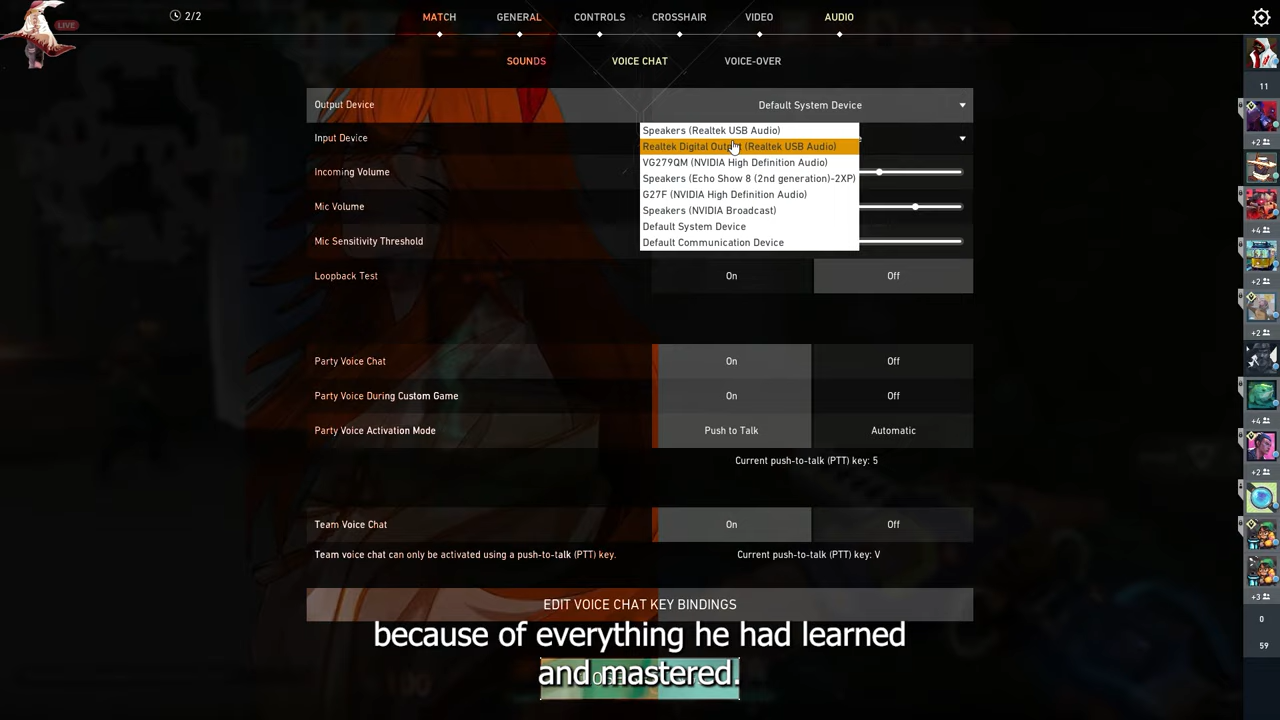 LIVE
2/2
MATCH
GENERAL
CONTROLS
CROSSHAIR
VIDEO
AUDIO
SOUNDS
VOICE CHAT
VOICE-OVER
Output Device
Default System Device
Input Device
Speakers (Realtek USB Audio)
Realtek Digital Output (Realtek USB Audio)
VG279QM (NVIDIA High Definition Audio)
Speakers (Echo Show 8 (2nd generation)-2XP)
G27F (NVIDIA High Definition Audio)
Speakers (NVIDIA Broadcast)
Default System Device
Default Communication Device
Incoming Volume
Mic Volume
Mic Sensitivity Threshold
Loopback Test
On
Off
Party Voice Chat
On
Off
Party Voice During Custom Game
On
Off
Party Voice Activation Mode
Push to Talk
Automatic
Current push-to-talk (PTT) key: 5
Team Voice Chat
On
Off
Team voice chat can only be activated using a push-to-talk (PTT) key.
Current push-to-talk (PTT) key: V
EDIT VOICE CHAT KEY BINDINGS
because of everything he had learned
and mastered.
11
+2
+4
+2
+2
+4
+2
+3
0
59